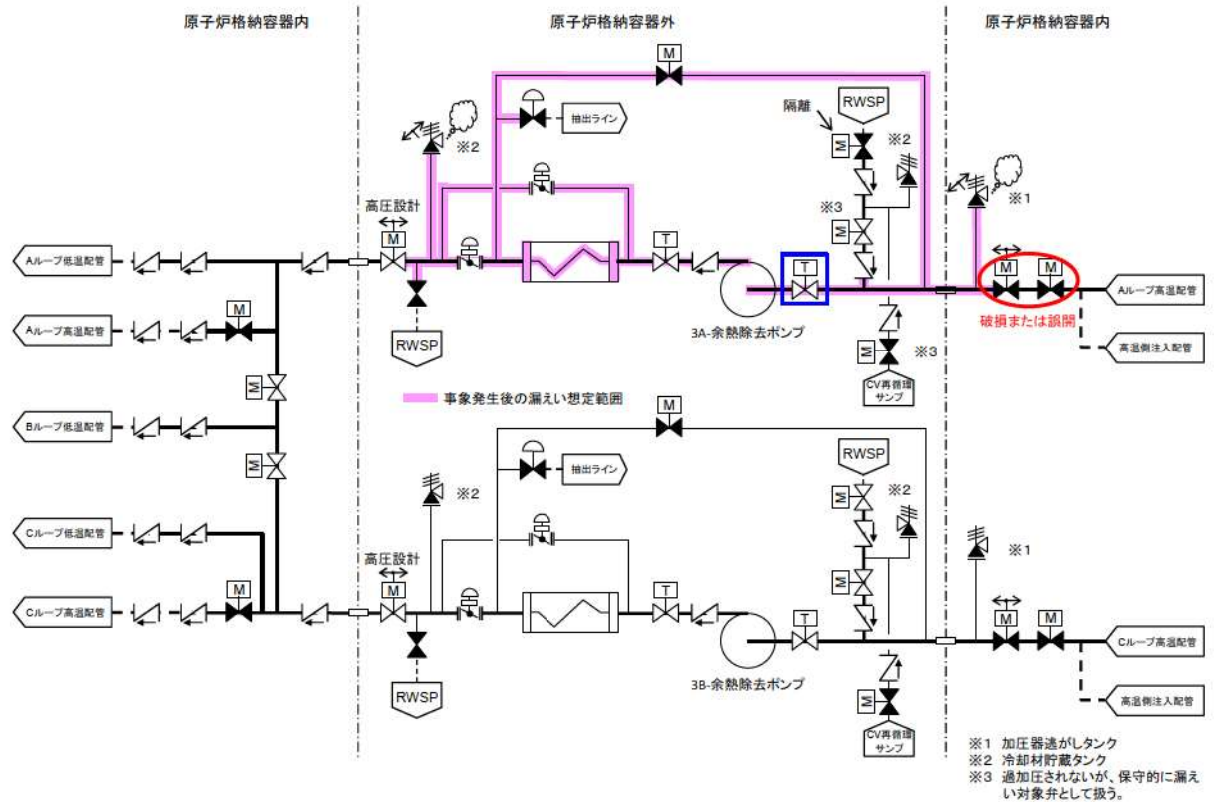 原子炉格納容器内
原子炉格納容器外
原子炉格納容器内
M
抽出ライン
隔離
RWSP
M
※2
※2
※1
高圧設計
M
※3
M
T
T
M
M
Aループ低温配管
Aループ高温配管
破損または誤開
Aループ高温配管
高温側注入配管
M
RWSP
3A-余熱除去ポンプ
M
※3
CV再循環
サンプ
M
事象発生後の漏えい想定範囲
Bループ低温配管
M
M
抽出ライン
RWSP
M
※2
※2
※1
Cループ低温配管
高圧設計
M
M
T
M
Cループ高温配管
M
T
M
M
Cループ高温配管
高温側注入配管
RWSP
3B-余熱除去ポンプ
M
CV再循環
サンプ
※1 加圧器逃がしタンク
※2 冷却材貯蔵タンク
※3 過加圧されないが、保守的に漏え
い対象弁として扱う。